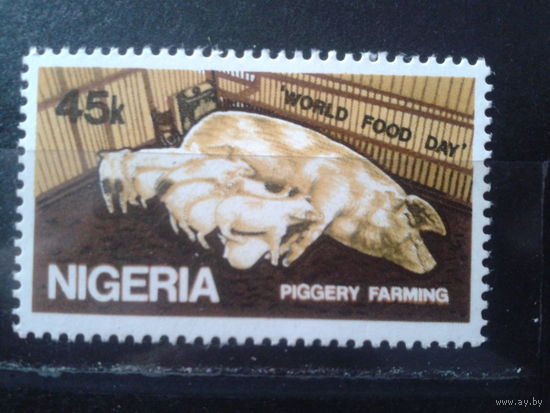 45k
'WORLD FOOD DAY'
NIGERIA
PIGGERY FARMING
www.ay.by